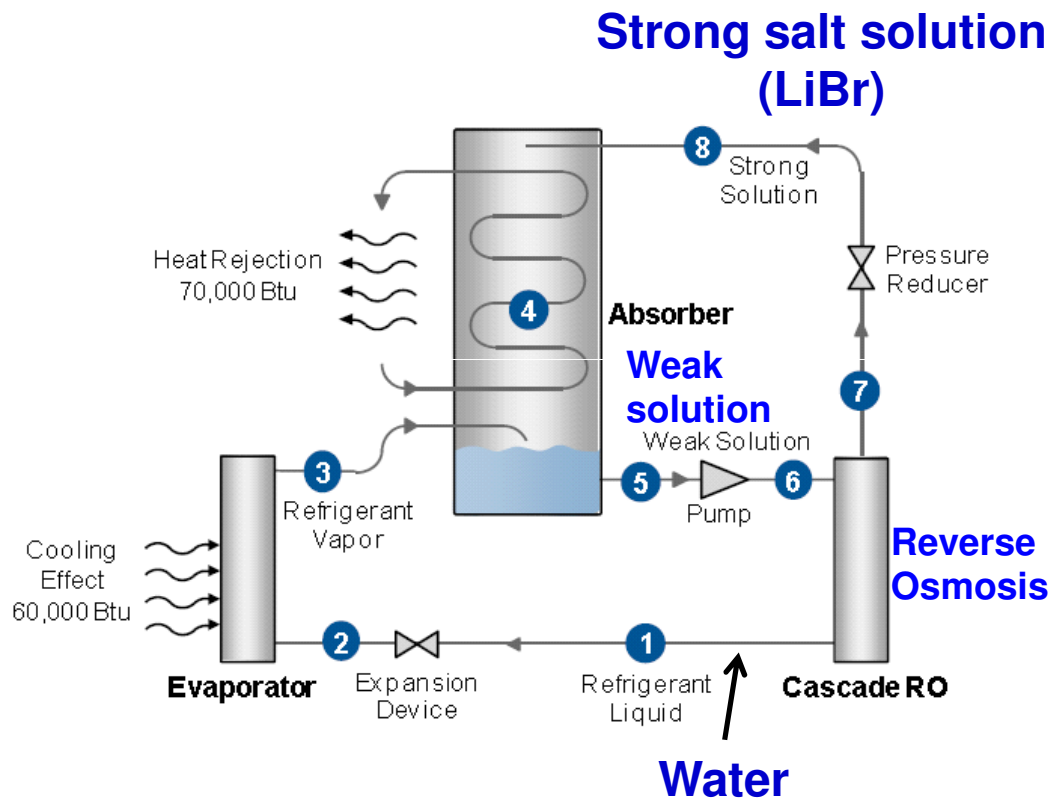 Strong salt solution
(LiBr)
8
Strong
Solution
Heat Rejection
70,000 Btu
Pressure
Reducer
4
Absorber
Weak
solution
7
Weak Solution
3
5
6
Pump
Refrigerant
Vapor
Cooling
Effect
60,000 Btu
Reverse
Osmosis
2
1
Evaporator
Expansion
Device
Refrigerant
Liquid
Cascade RO
Water